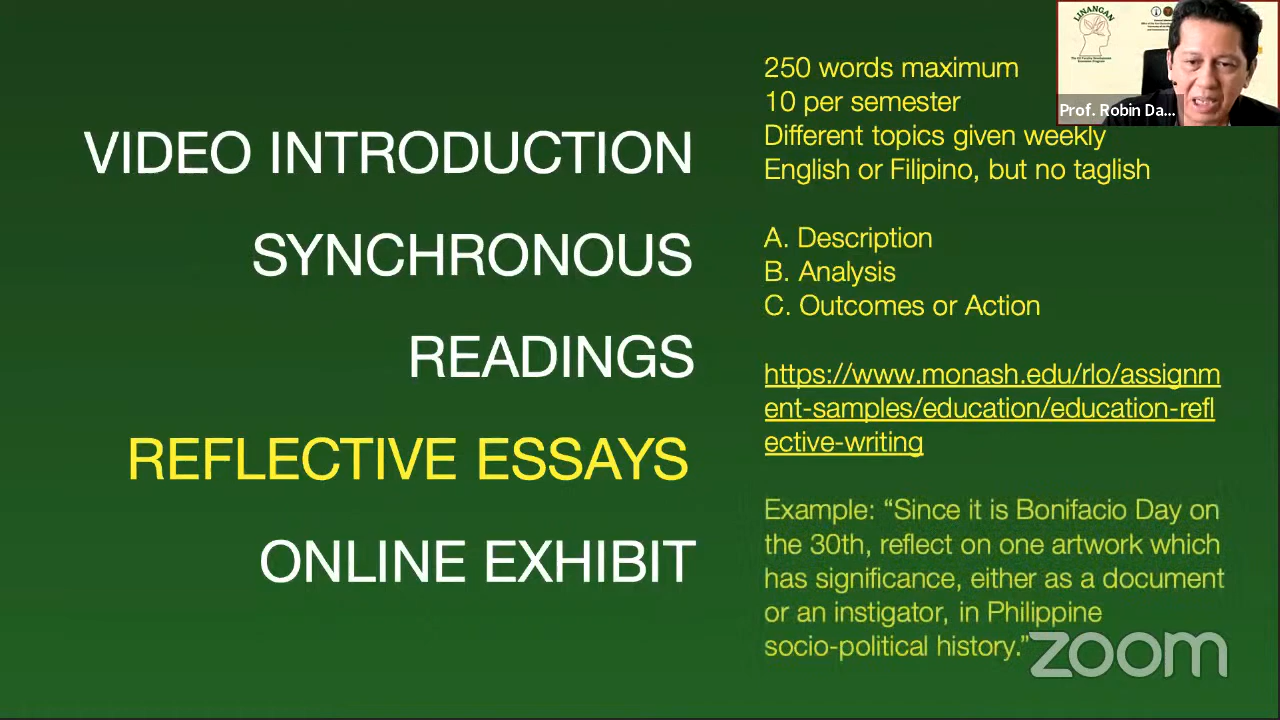 VIDEO INTRODUCTION
SYNCHRONOUS
READINGS
REFLECTIVE ESSAYS
ONLINE EXHIBIT
250 words maximum
10 per semester
Different topics given weekly
English or Filipino, but no taglish
A. Description
B. Analysis
C. Outcomes or Action
https://www.monash.edu/rlo/assignm
ent-samples/education/education-refl
ective-writing
Example: “Since it is Bonifacio Day on
the 30th, reflect on one artwork which
has significance, either as a document
or an instigator, in Philippine
socio-political history.”
LINANGAN
Prof. Robin Da...
zoom